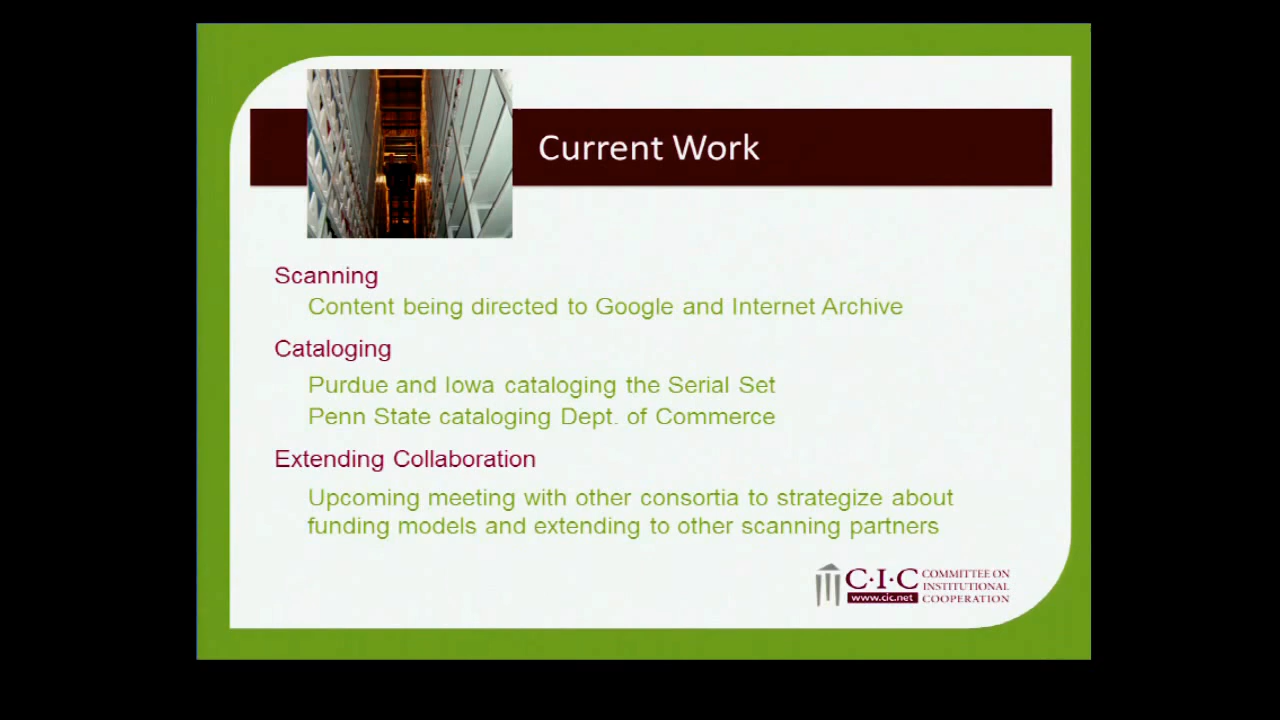 Current Work
Scanning
Content being directed to Google and Internet Archive
Cataloging
Purdue and Iowa cataloging the Serial Set
Penn State cataloging Dept. of Commerce
Extending Collaboration
Upcoming meeting with other consortia to strategize about
funding models and extending to other scanning partners
C·I·C
www.cic.net
COMMITTEE ON
INSTITUTIONAL
COOPERATION